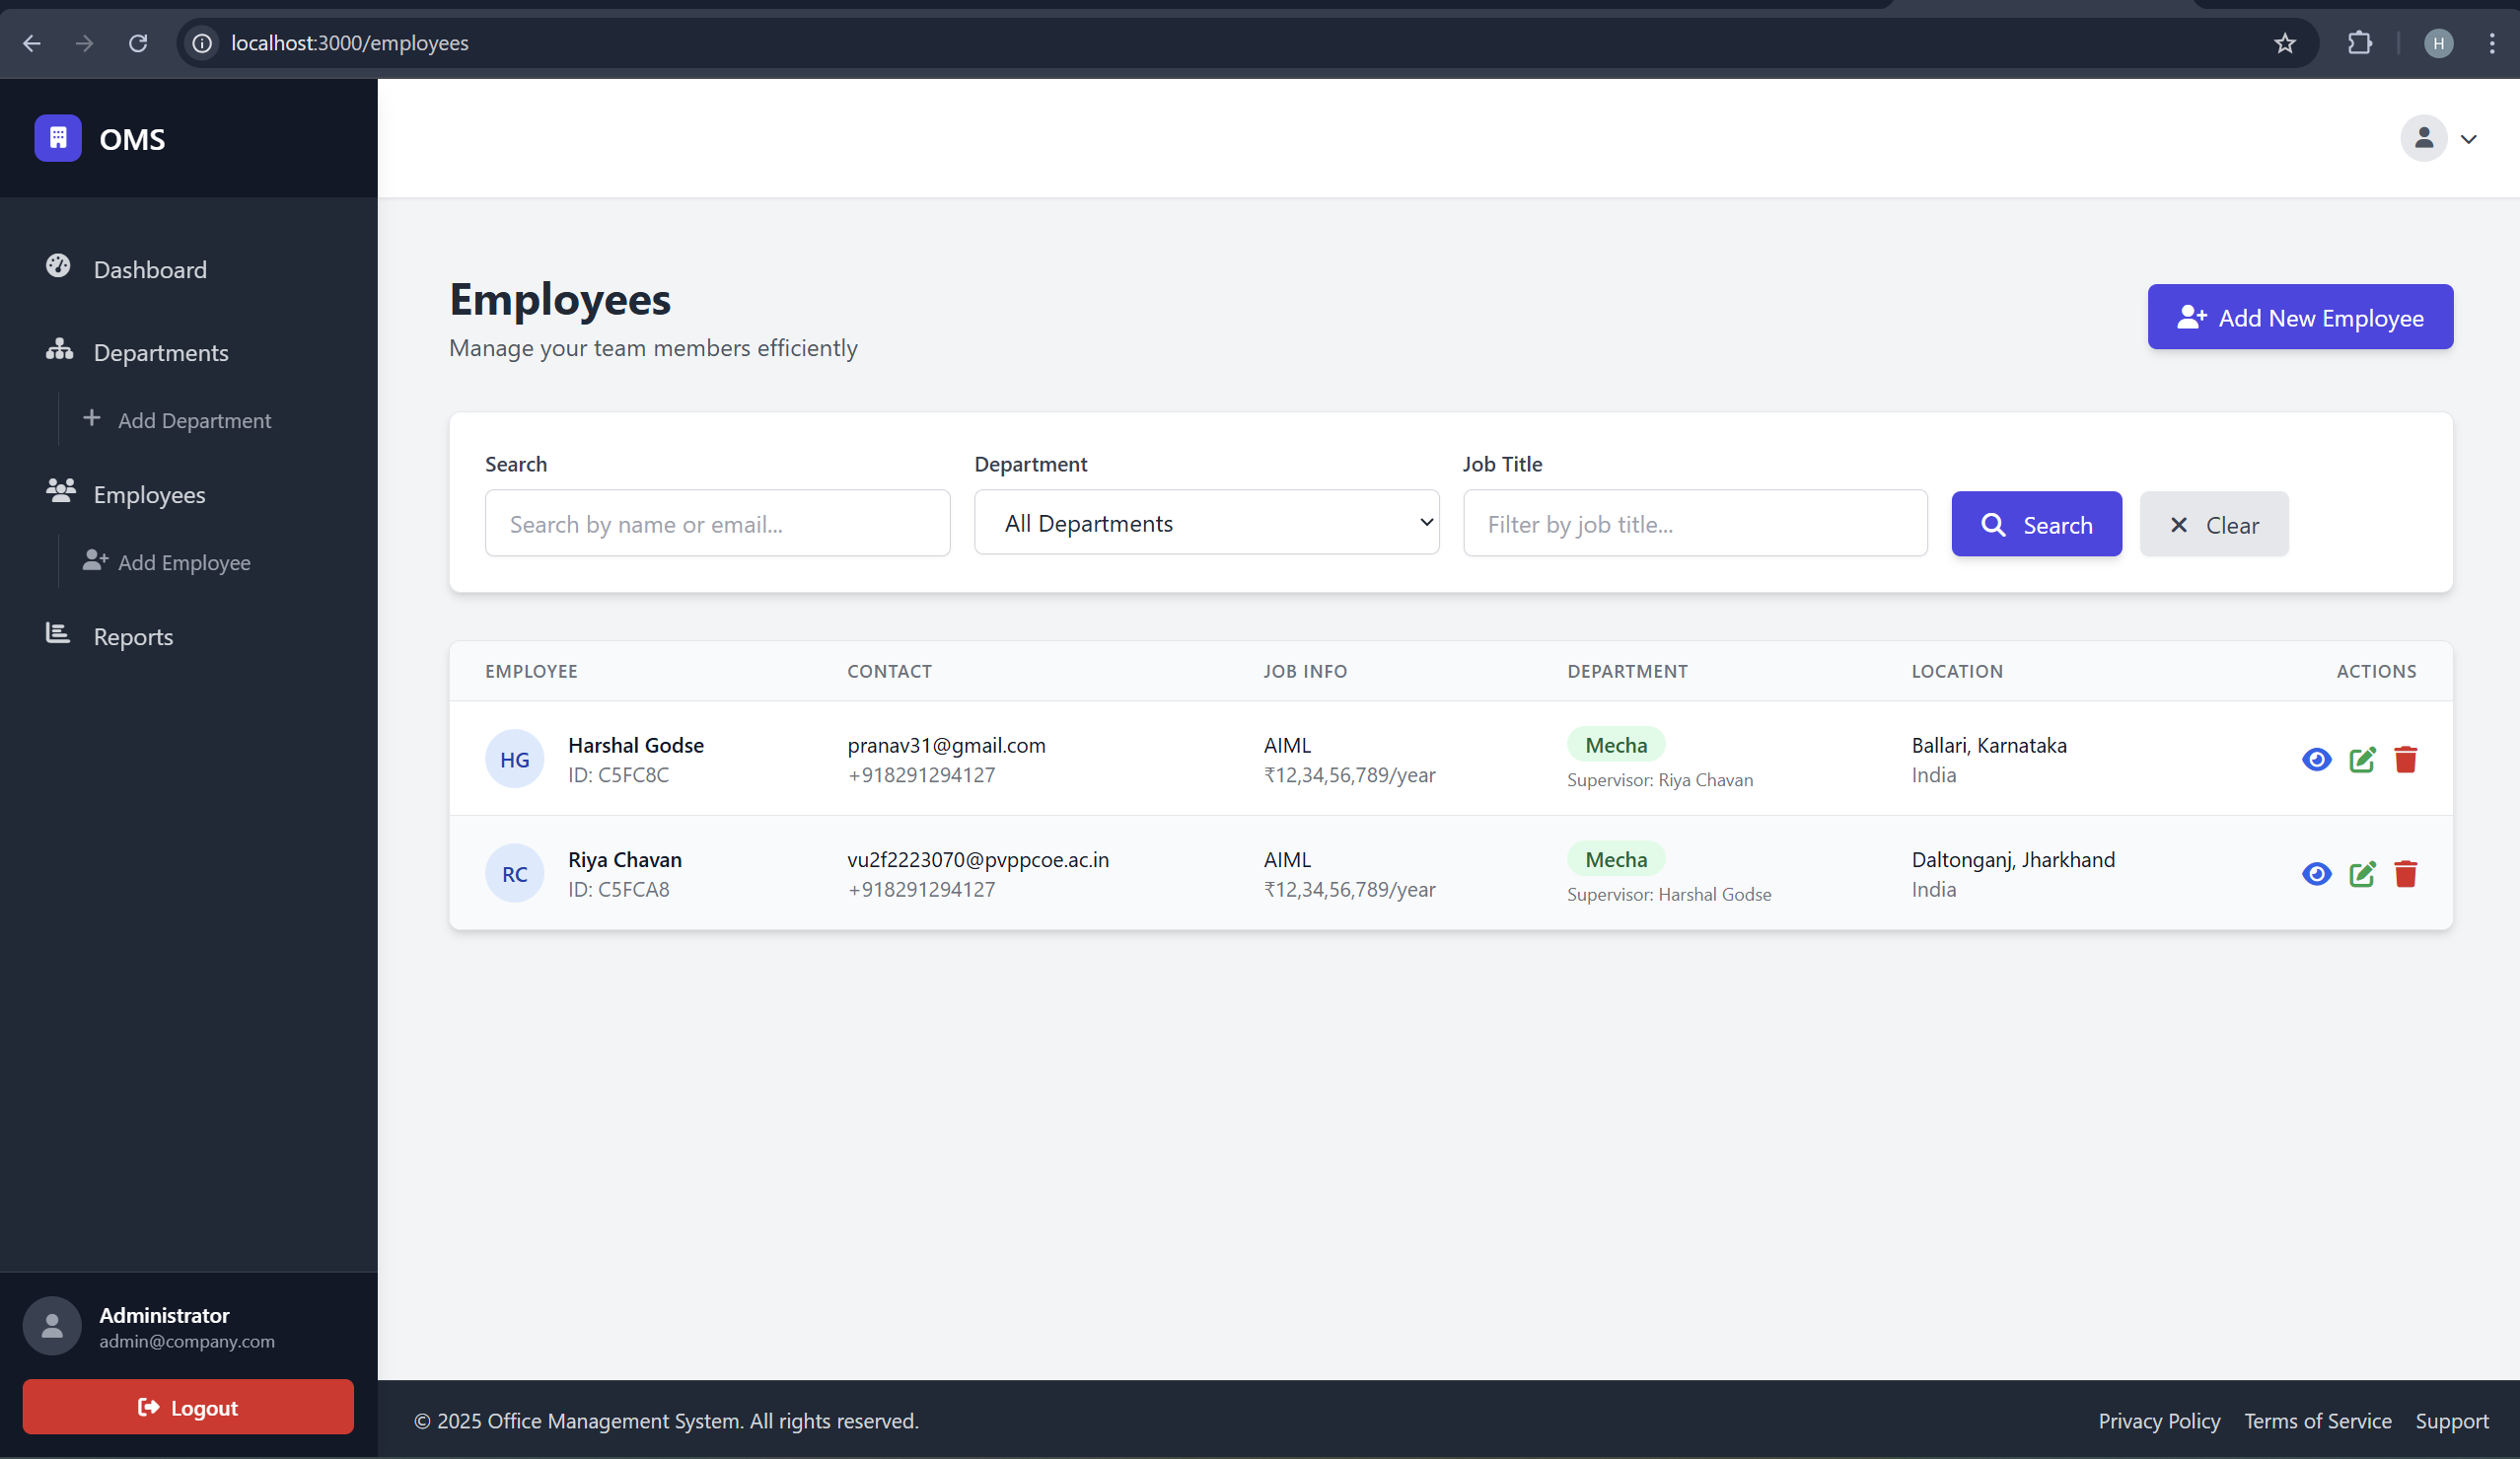 localhost:3000/employees
H
OMS
Dashboard
Departments
Add Department
Employees
Add Employee
Reports
Administrator
admin@company.com
Logout
Employees
Manage your team members efficiently
Add New Employee
Search
Department
Job Title
Search by name or email...
All Departments
Filter by job title...
Search
Clear
EMPLOYEE CONTACT JOB INFO DEPARTMENT LOCATION ACTIONS
HG
Harshal Godse
ID: C5FC8C
pranav31@gmail.com
+918291294127
AIML
₹12,34,56,789/year
Mecha
Supervisor: Riya Chavan
Ballari, Karnataka
India
RC
Riya Chavan
ID: C5FCA8
vu2f2223070@pvppcoe.ac.in
+918291294127
AIML
₹12,34,56,789/year
Mecha
Supervisor: Harshal Godse
Daltonganj, Jharkhand
India
© 2025 Office Management System. All rights reserved.
Privacy Policy Terms of Service Support